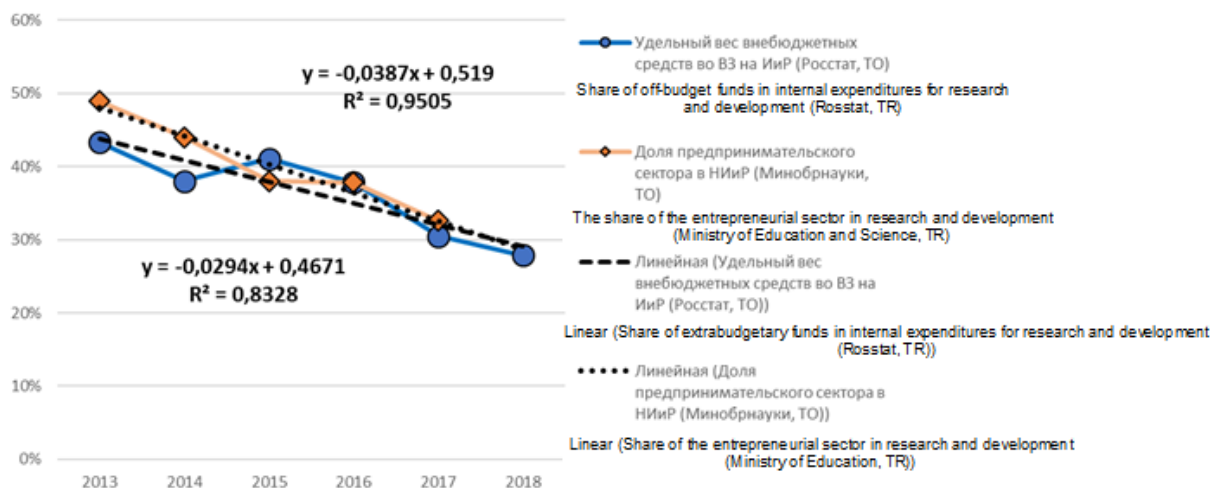 60%
50%
40%
30%
20%
10%
0%
2013 2014 2015 2016 2017 2018
y = -0,0387x + 0,519
R² = 0,9505
y = -0,0294x + 0,4671
R² = 0,8328
Удельный вес внебюджетных
средств во ВЗ на ИиР (Росстат, ТО)
Share of off-budget funds in internal expenditures for research
and development (Rosstat, TR)
Доля предпринимательского
сектора в НИиР (Минобрнауки,
ТО)
The share of the entrepreneurial sector in research and development
(Ministry of Education and Science, TR)
Линейная (Удельный вес
внебюджетных средств во ВЗ на
ИиР (Росстат, ТО))
Linear (Share of extrabudgetary funds in internal expenditures for research and development
(Rosstat, TR))
Линейная (Доля
предпринимательского сектора в
НИиР (Минобрнауки, ТО))
Linear (Share of the entrepreneurial sector in research and development
(Ministry of Education, TR))